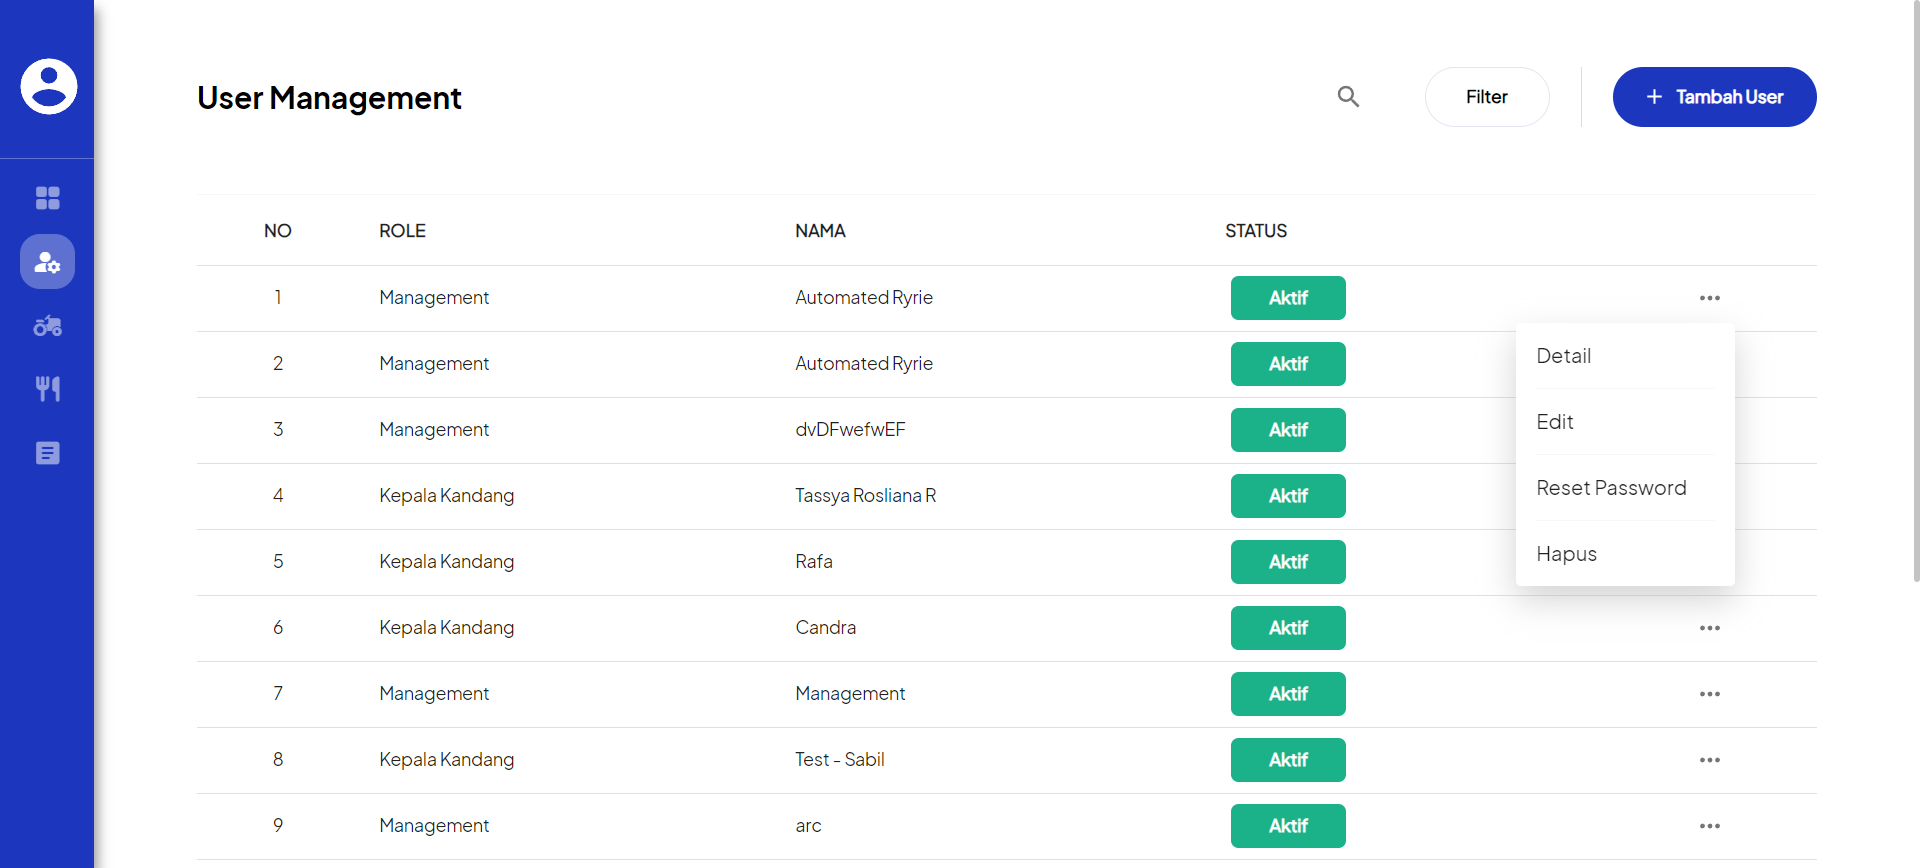 User Management
Filter
+ Tambah User
NO ROLE NAMA STATUS
1 Management Automated Ryrie Aktif
2 Management Automated Ryrie Aktif
3 Management dvDFwefwEF Aktif
4 Kepala Kandang Tassya Rosliana R Aktif
5 Kepala Kandang Rafa Aktif
6 Kepala Kandang Candra Aktif
7 Management Management Aktif
8 Kepala Kandang Test - Sabil Aktif
9 Management arc Aktif
Detail
Edit
Reset Password
Hapus